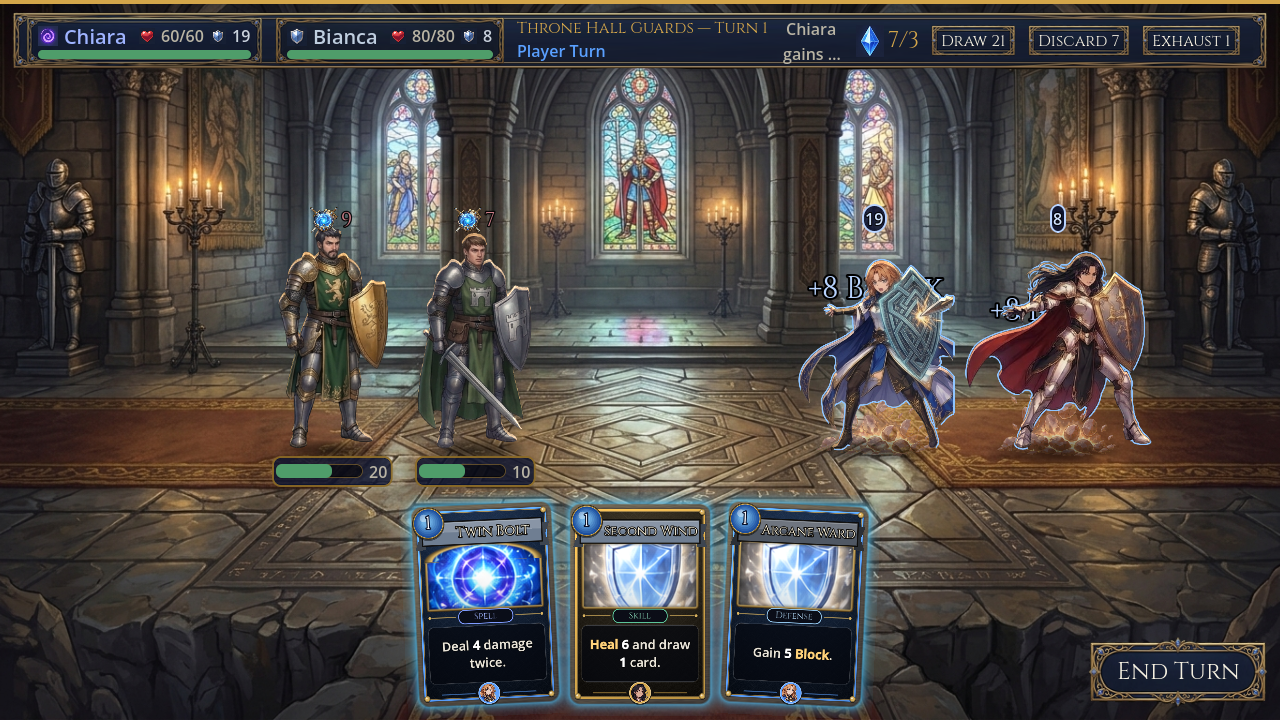 Chiara 60/60 19
Bianca 80/80 8
THRONE HALL GUARDS — TURN 1
Player Turn
Chiara
gains ...
7/3
DRAW 21
DISCARD 7
EXHAUST 1
9
7
19
8
+8
20
10
1
TWIN BOLT
SPELL
Deal 4 damage
twice.
1
SECOND WIND
SKILL
Heal 6 and draw
1 card.
1
ARCANE WARD
DEFENSE
Gain 5 Block.
END TURN